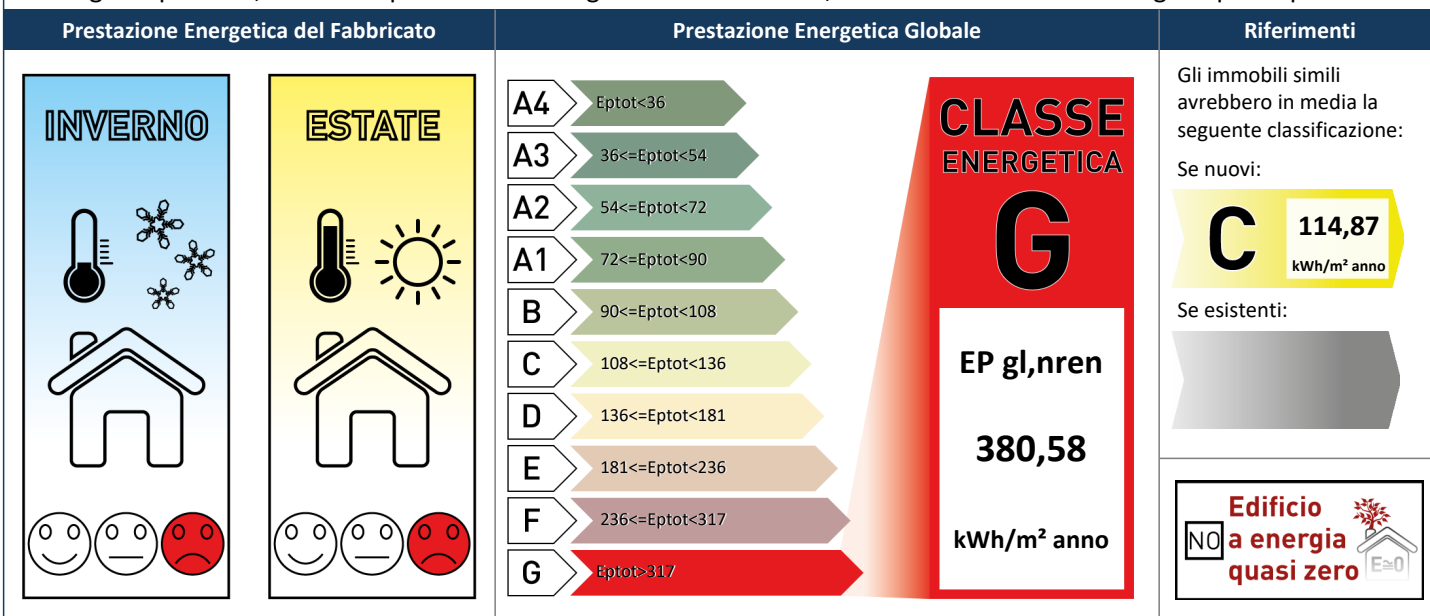 Prestazione Energetica del Fabbricato
Prestazione Energetica Globale
Riferimenti
INVERNO
ESTATE
A4 Eptot<36
A3 36<=Eptot<54
A2 54<=Eptot<72
A1 72<=Eptot<90
B 90<=Eptot<108
C 108<=Eptot<136
D 136<=Eptot<181
E 181<=Eptot<236
F 236<=Eptot<317
G Eptot>317
CLASSE
ENERGETICA
G
EP gl,nren
380,58
kWh/m² anno
Gli immobili simili
avrebbero in media la
seguente classificazione:
Se nuovi:
C 114,87
kWh/m² anno
Se esistenti:
Edificio
NO a energia
quasi zero E≅0